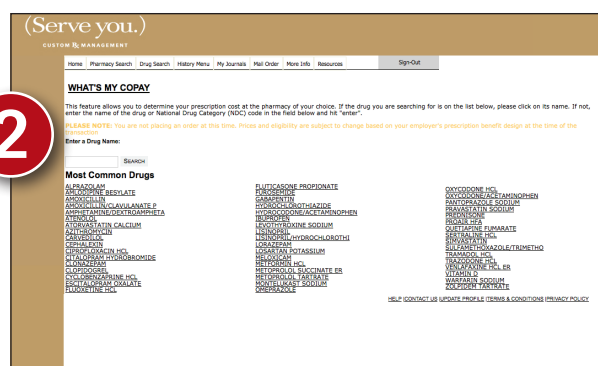 (Serve you.)
CUSTOM Rx MANAGEMENT
Home Pharmacy Search Drug Search History Menu My Journals Mail Order More Info Resources Sign-Out
2
WHAT'S MY COPAY
This feature allows you to determine your prescription cost at the pharmacy of your choice. If the drug you are searching for is on the list below, please click on its name. If not,
enter the name of the drug or National Drug Category (NDC) code in the field below and hit "enter".
PLEASE NOTE: You are not placing an order at this time. Prices and eligibility are subject to change based on your employer's prescription benefit design at the time of the
transaction
Enter a Drug Name:
SEARCH
Most Common Drugs
ALPRAZOLAM
AMLODIPINE BESYLATE
AMOXICILLIN
AMOXICILLIN/CLAVULANATE P
AMPHETAMINE/DEXTROAMPHETA
ATENOLOL
ATORVASTATIN CALCIUM
AZITHROMYCIN
CARVEDILOL
CEPHALEXIN
CIPROFLOXACIN HCL
CITALOPRAM HYDROBROMIDE
CLONAZEPAM
CLOPIDOGREL
CYCLOBENZAPRINE HCL
ESCITALOPRAM OXALATE
FLUOXETINE HCL
FLUTICASONE PROPIONATE
FUROSEMIDE
GABAPENTIN
HYDROCHLOROTHIAZIDE
HYDROCODONE/ACETAMINOPHEN
IBUPROFEN
LEVOTHYROXINE SODIUM
LISINOPRIL
LISINOPRIL/HYDROCHLOROTHI
LORAZEPAM
LOSARTAN POTASSIUM
MELOXICAM
METFORMIN HCL
METOPROLOL SUCCINATE ER
METOPROLOL TARTRATE
MONTELUKAST SODIUM
OMEPRAZOLE
OXYCODONE HCL
OXYCODONE/ACETAMINOPHEN
PANTOPRAZOLE SODIUM
PRAVASTATIN SODIUM
PREDNISONE
PROAIR HFA
QUETIAPINE FUMARATE
SERTRALINE HCL
SIMVASTATIN
SULFAMETHOXAZOLE/TRIMETHO
TRAMADOL HCL
TRAZODONE HCL
VENLAFAXINE HCL ER
VITAMIN D
WARFARIN SODIUM
ZOLPIDEM TARTRATE
HELP |CONTACT US |UPDATE PROFILE |TERMS & CONDITIONS |PRIVACY POLICY